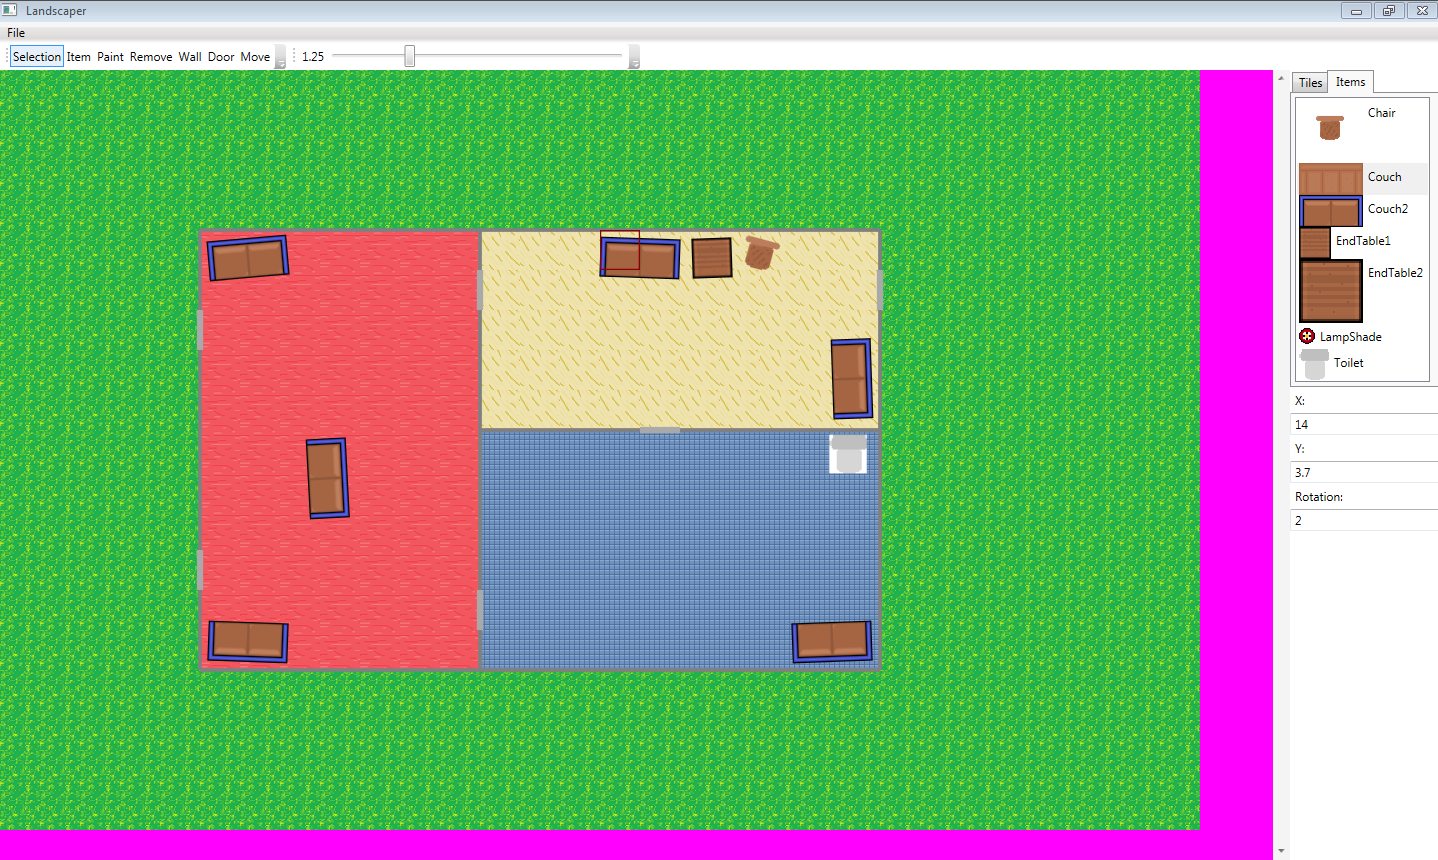 Landscaper
File
Selection Item Paint Remove Wall Door Move 1.25
Tiles Items
Chair
Couch
Couch2
EndTable1
EndTable2
LampShade
Toilet
X:
14
Y:
3.7
Rotation:
2